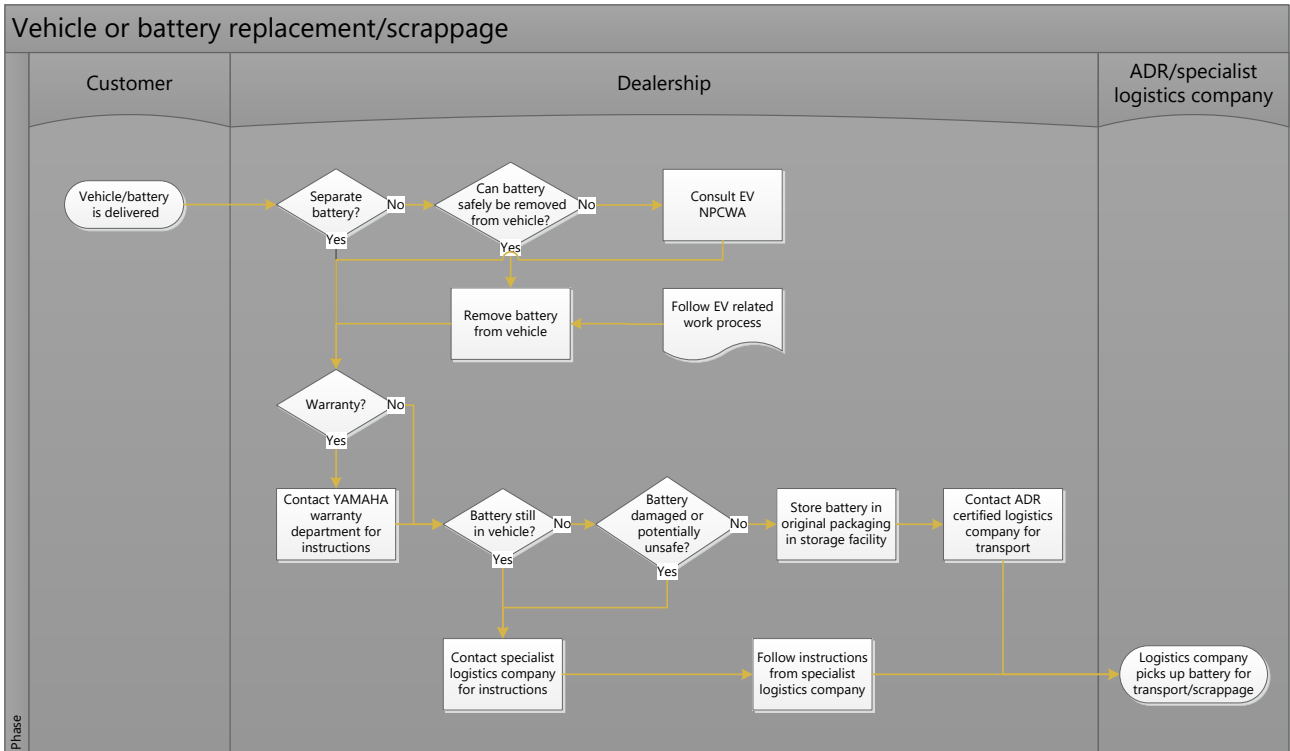 Vehicle or battery replacement/scrappage
Customer
Dealership
ADR/specialist
logistics company
Vehicle/battery
is delivered
Separate
battery?
No
Yes
Can battery
safely be removed
from vehicle?
No
Yes
Consult EV
NPCWA
Remove battery
from vehicle
Follow EV related
work process
Warranty?
No
Yes
Contact YAMAHA
warranty
department for
instructions
Battery still
in vehicle?
No
Yes
Battery
damaged or
potentially
unsafe?
No
Yes
Store battery in
original packaging
in storage facility
Contact ADR
certified logistics
company for
transport
Contact specialist
logistics company
for instructions
Follow instructions
from specialist
logistics company
Logistics company
picks up battery for
transport/scrappage
Phase